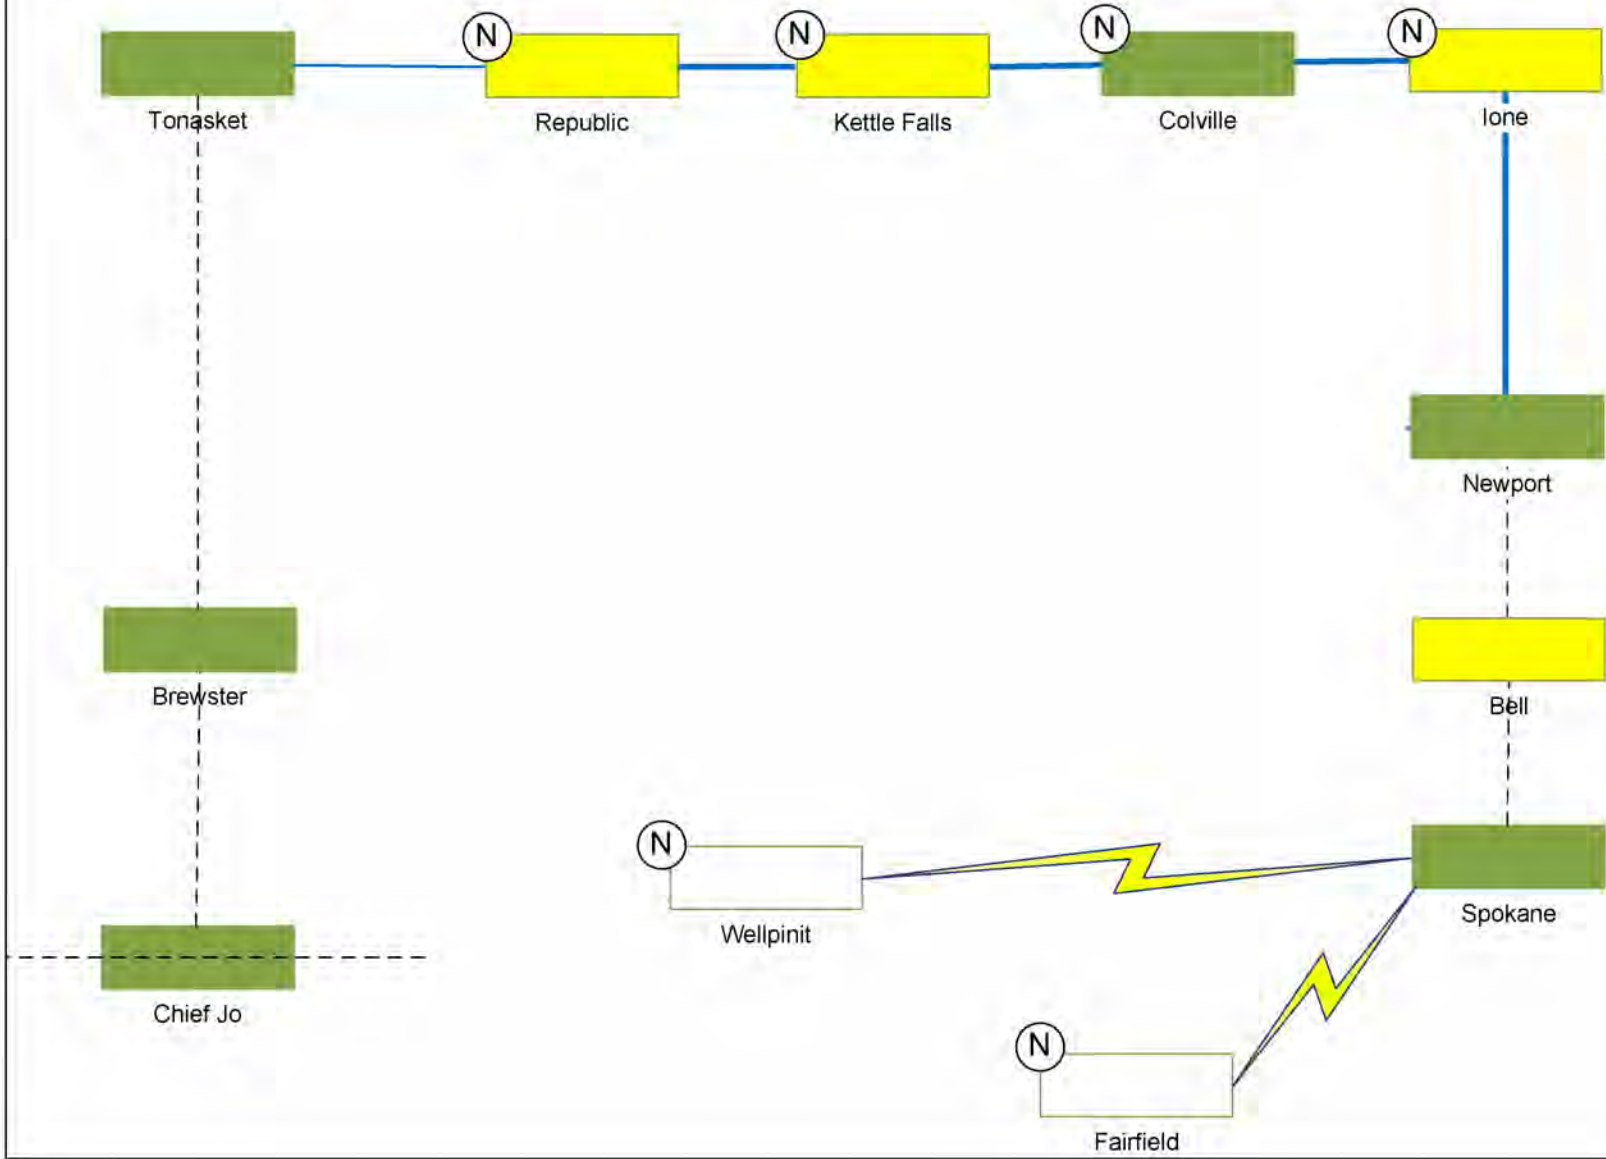 N
N
N
N
Tonasket
Republic
Kettle Falls
Colville
Ione
Newport
Brewster
Bell
N
Wellpinit
Spokane
Chief Jo
N
Fairfield